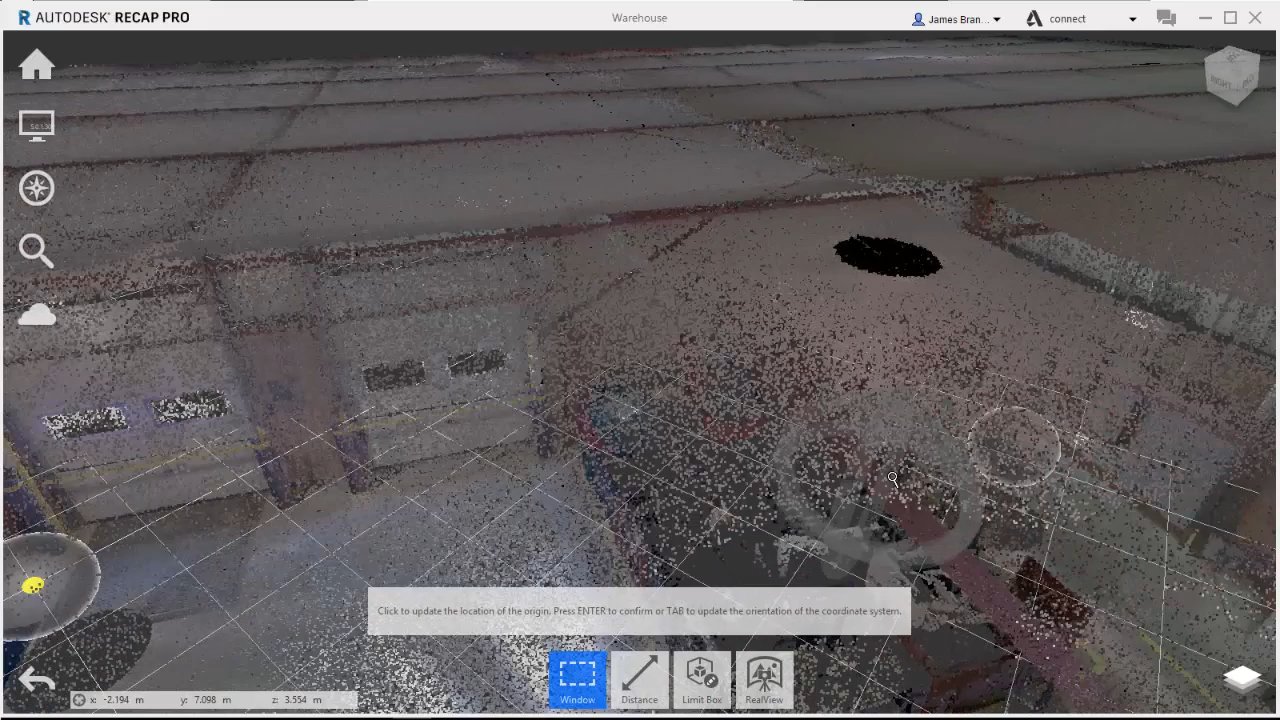 R AUTODESK® RECAP PRO
Warehouse
James Bran...
connect
RIGHT
Click to update the location of the origin. Press ENTER to confirm or TAB to update the orientation of the coordinate system.
x: -2.194 m y: 7.098 m z: 3.554 m
Window
Distance
Limit Box
RealView